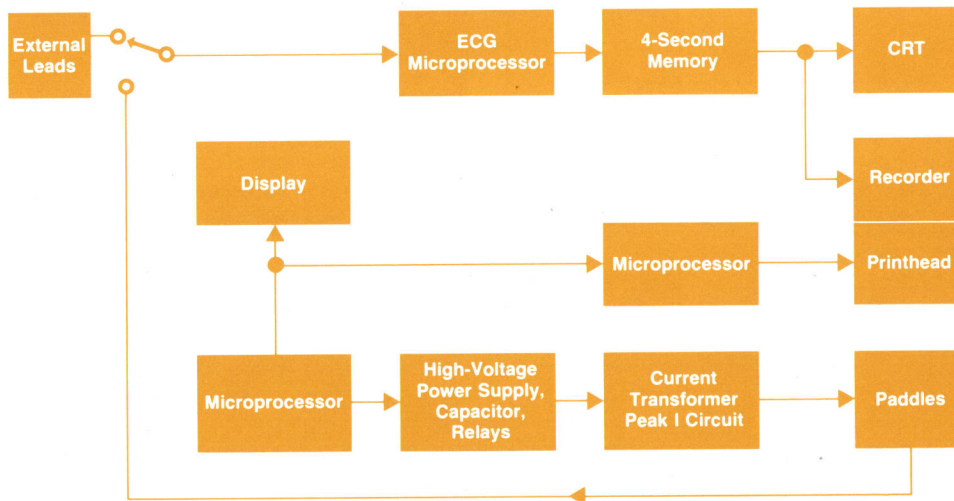 External
Leads
ECG
Microprocessor
4-Second
Memory
CRT
Recorder
Display
Microprocessor
Printhead
Microprocessor
High-Voltage
Power Supply,
Capacitor,
Relays
Current
Transformer
Peak I Circuit
Paddles